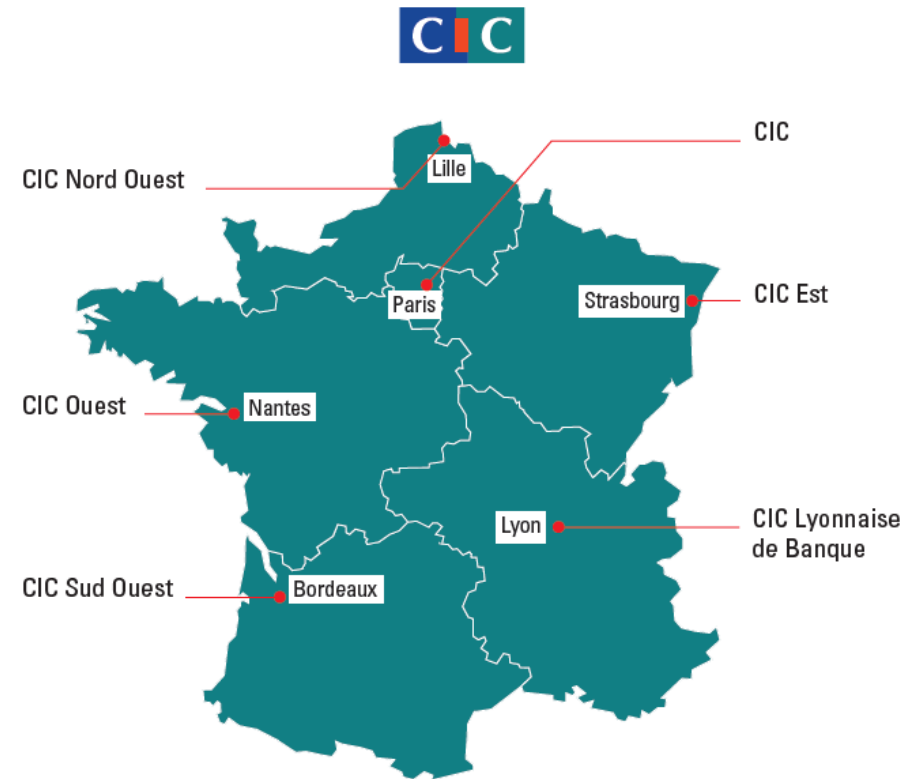 CIC
CIC
Lille
CIC Nord Ouest
Paris
Strasbourg
CIC Est
CIC Ouest
Nantes
Lyon
CIC Lyonnaise
de Banque
CIC Sud Ouest
Bordeaux